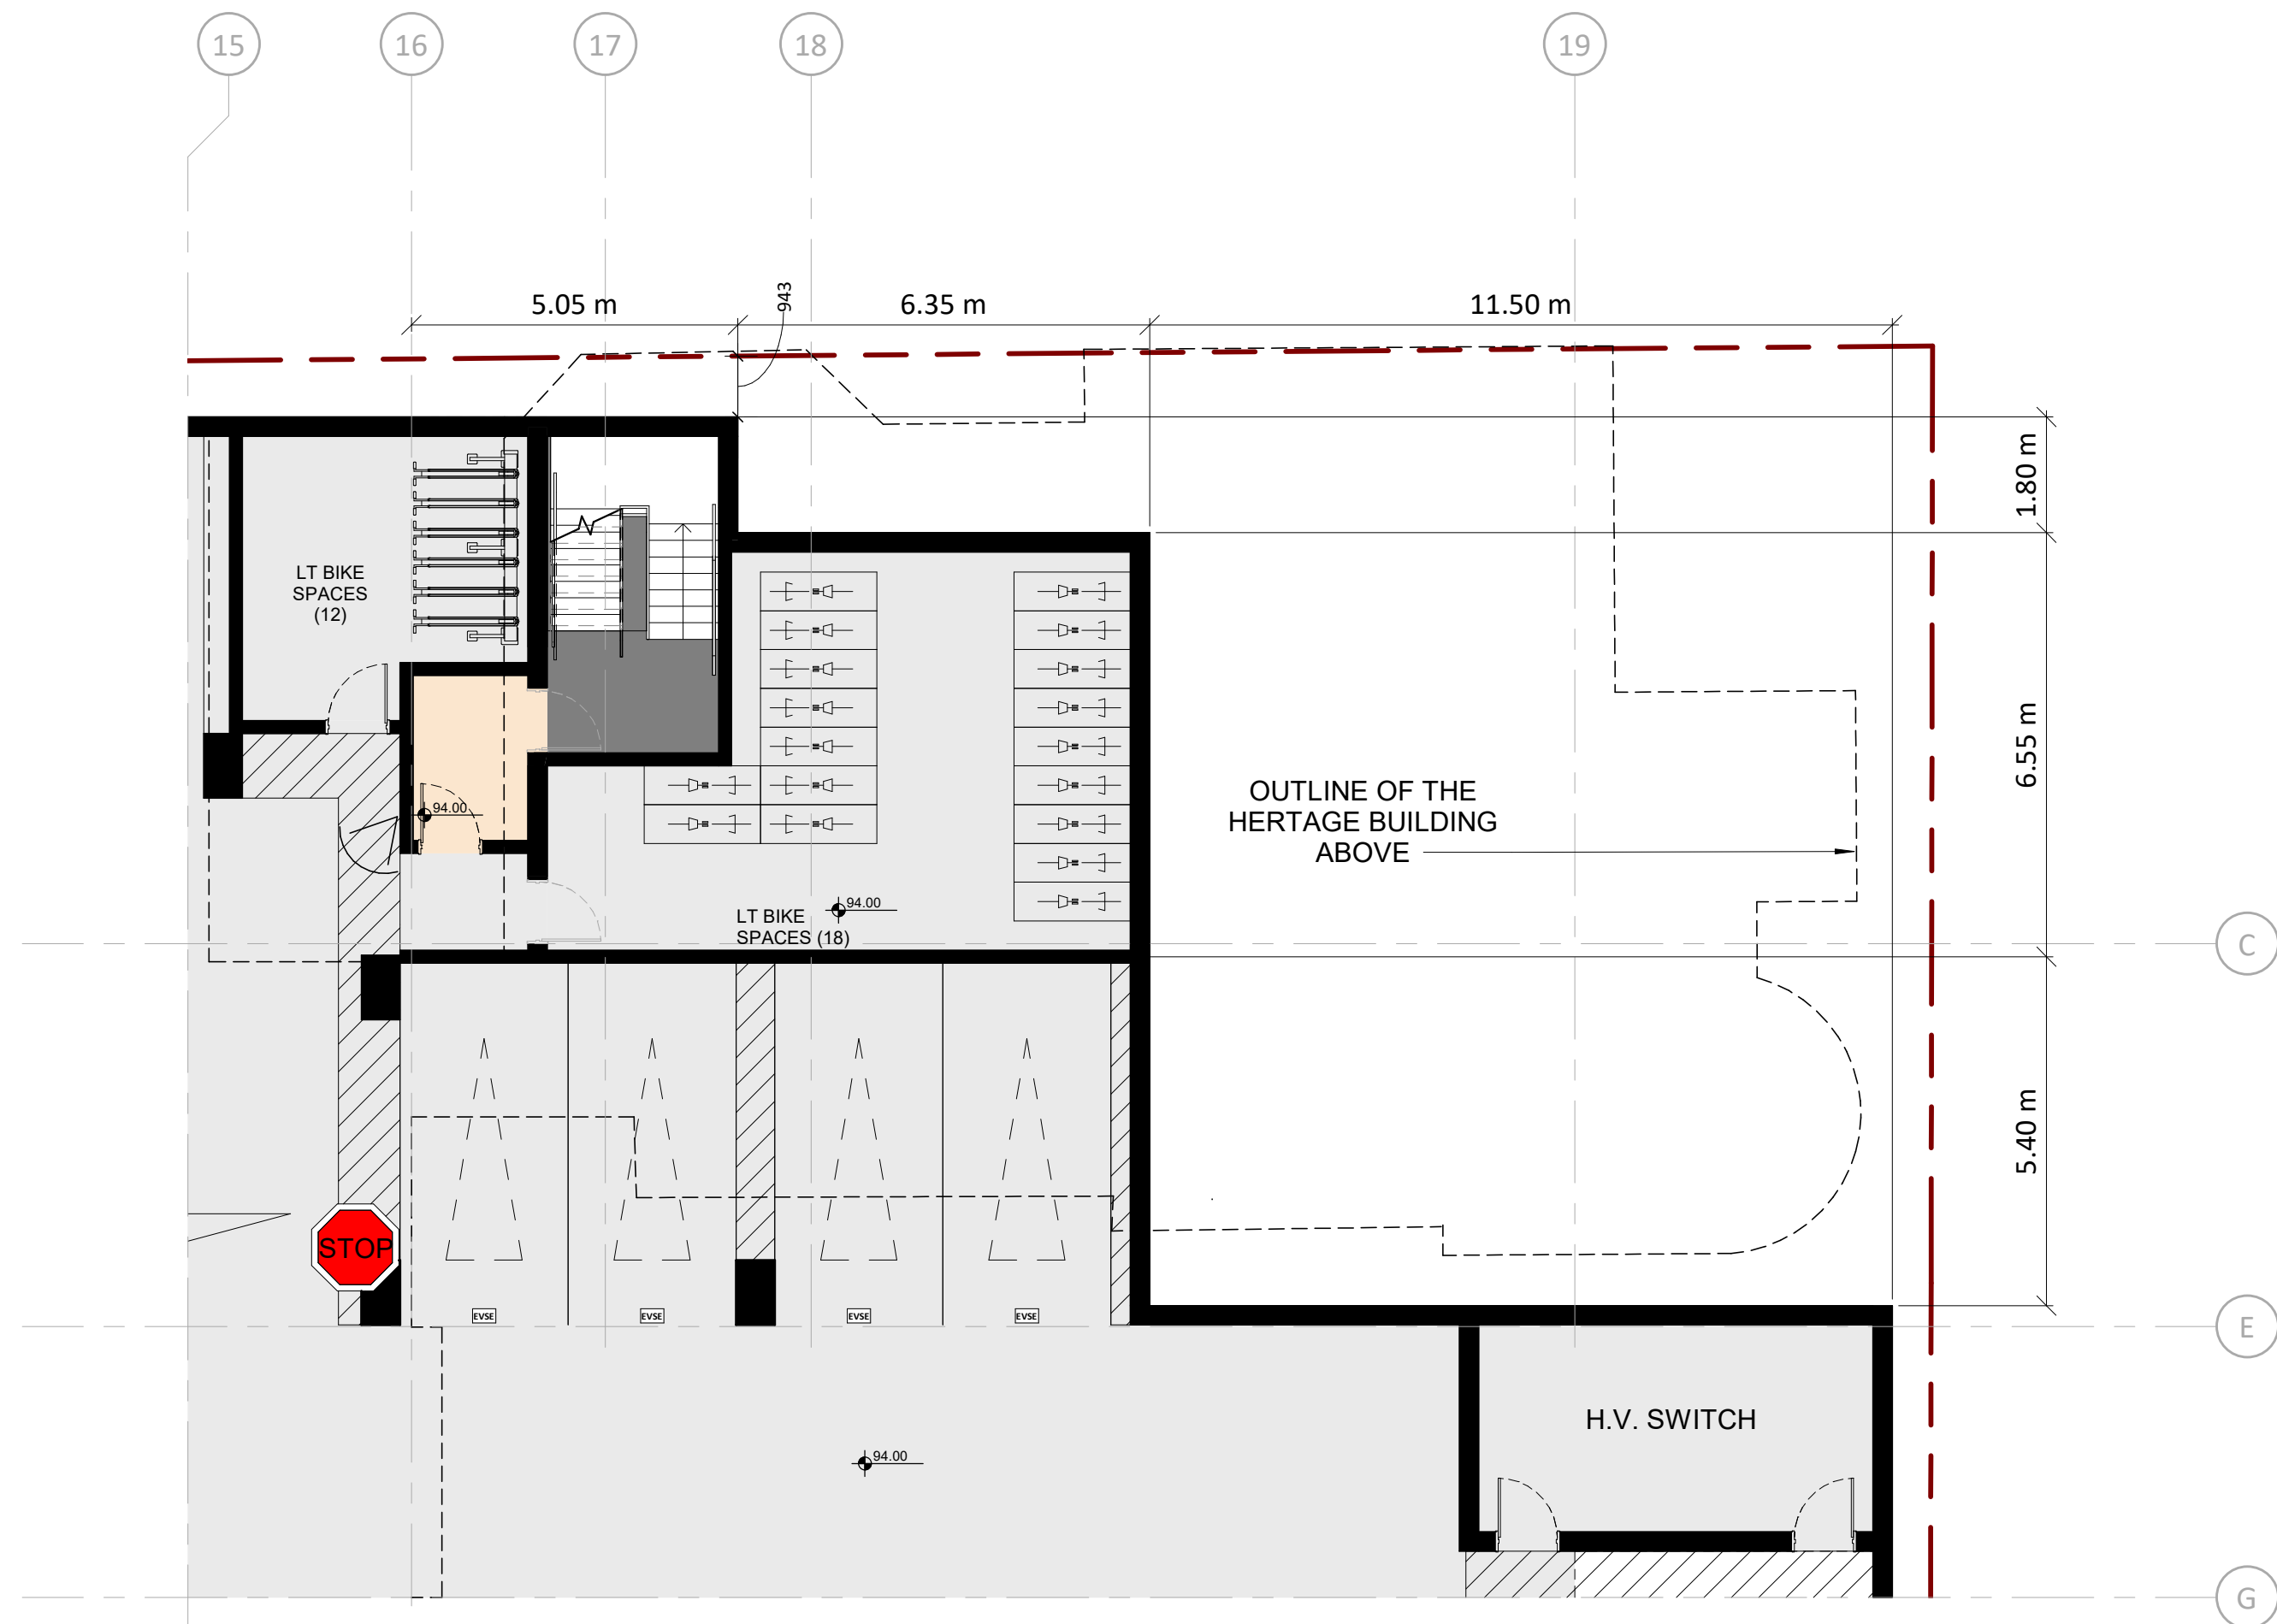 15
16
17
18
19
5.05 m
943
6.35 m
11.50 m
1.80 m
LT BIKE
SPACES
(12)
6.55 m
OUTLINE OF THE
HERTAGE BUILDING
ABOVE
94.00
94.00
LT BIKE
SPACES (18)
C
5.40 m
STOP
EVSE
EVSE
EVSE
EVSE
E
H.V. SWITCH
94.00
G